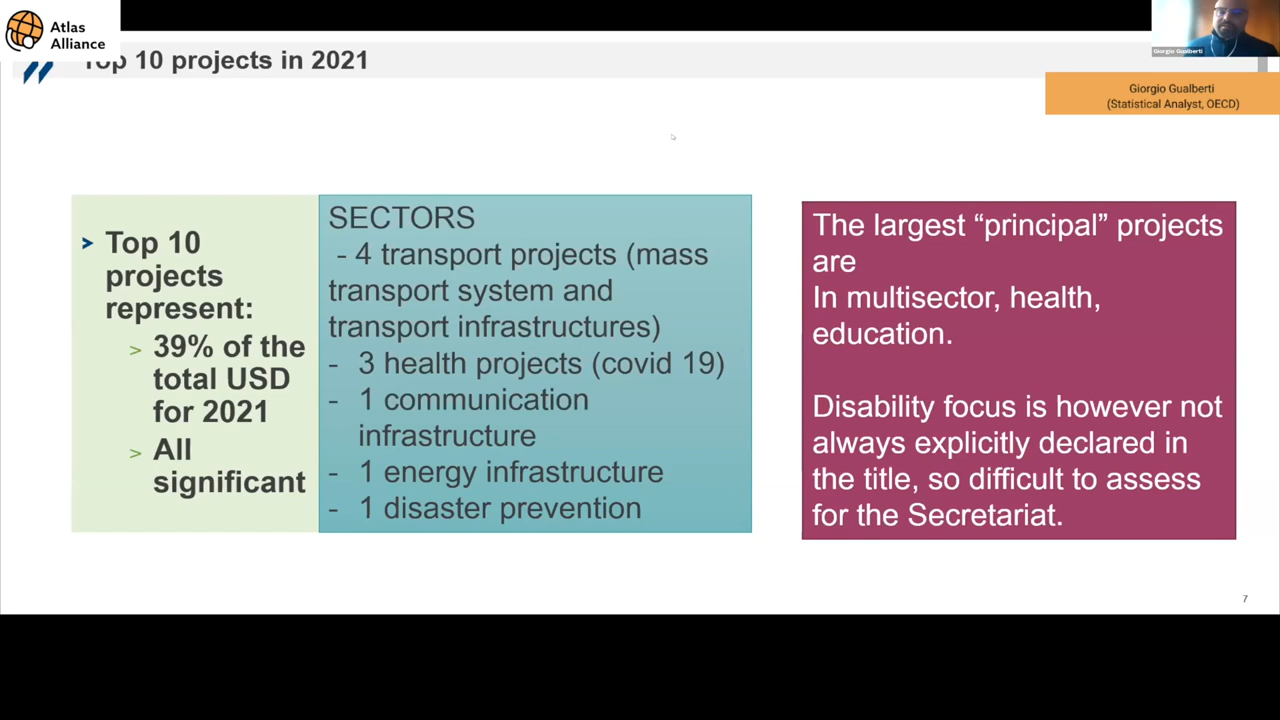 Atlas
Alliance
Top 10 projects in 2021
Giorgio Gualberti
Giorgio Gualberti
(Statistical Analyst, OECD)
> Top 10
projects
represent:
> 39% of the
total USD
for 2021
> All
significant
SECTORS
- 4 transport projects (mass
transport system and
transport infrastructures)
- 3 health projects (covid 19)
- 1 communication
infrastructure
- 1 energy infrastructure
- 1 disaster prevention
The largest “principal” projects
are
In multisector, health,
education.
Disability focus is however not
always explicitly declared in
the title, so difficult to assess
for the Secretariat.
7